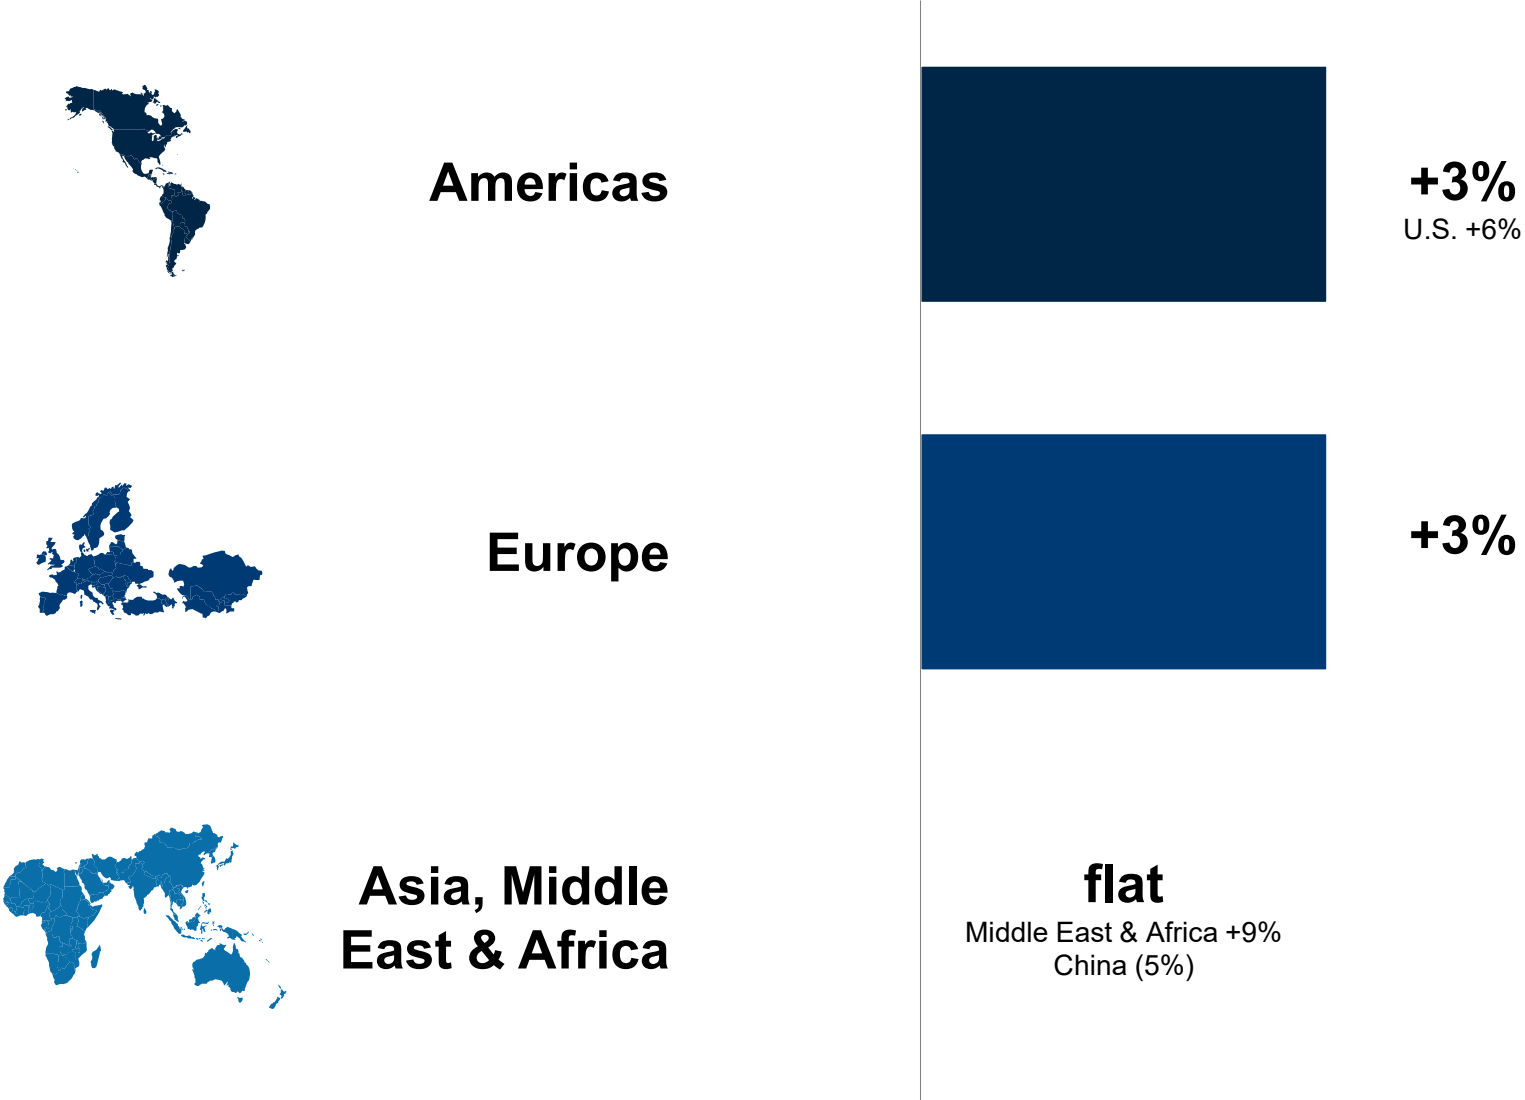 Americas
+3%
U.S. +6%
Europe
+3%
Asia, Middle
East & Africa
flat
Middle East & Africa +9%
China (5%)